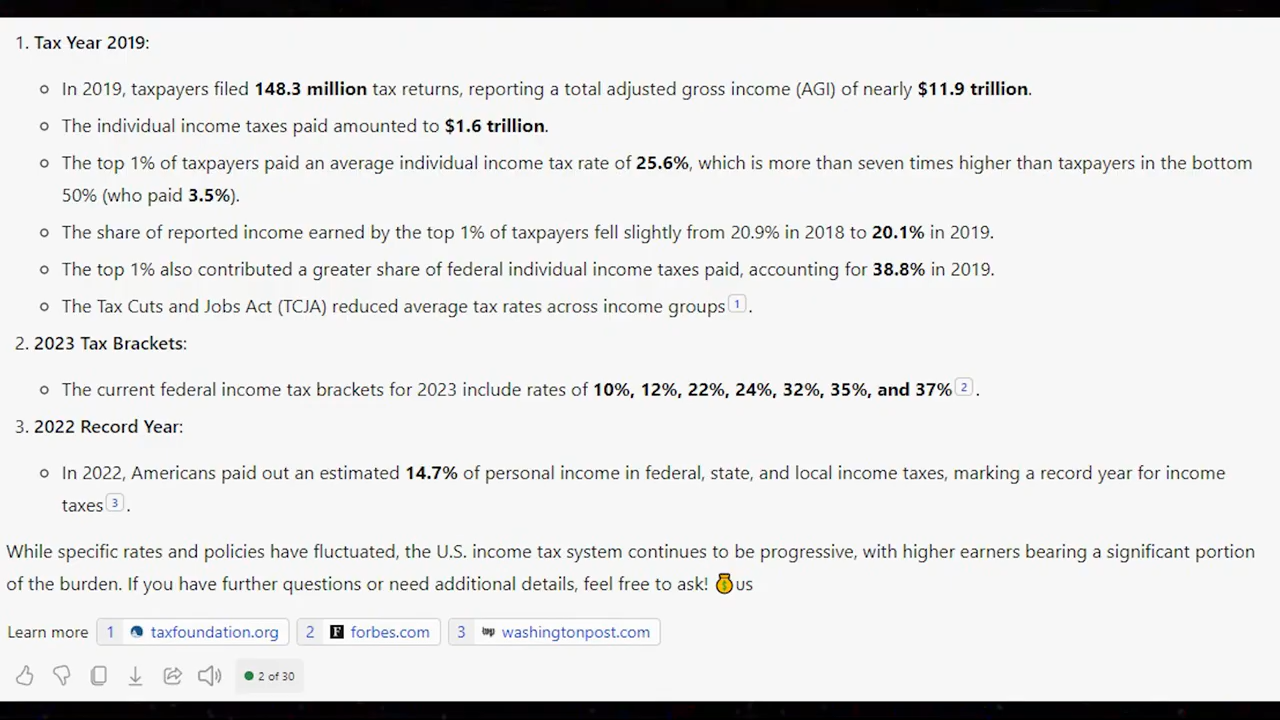 1. Tax Year 2019:
In 2019, taxpayers filed 148.3 million tax returns, reporting a total adjusted gross income (AGI) of nearly $11.9 trillion.
The individual income taxes paid amounted to $1.6 trillion.
The top 1% of taxpayers paid an average individual income tax rate of 25.6%, which is more than seven times higher than taxpayers in the bottom
50% (who paid 3.5%).
The share of reported income earned by the top 1% of taxpayers fell slightly from 20.9% in 2018 to 20.1% in 2019.
The top 1% also contributed a greater share of federal individual income taxes paid, accounting for 38.8% in 2019.
The Tax Cuts and Jobs Act (TCJA) reduced average tax rates across income groups 1 .
2. 2023 Tax Brackets:
The current federal income tax brackets for 2023 include rates of 10%, 12%, 22%, 24%, 32%, 35%, and 37% 2 .
3. 2022 Record Year:
In 2022, Americans paid out an estimated 14.7% of personal income in federal, state, and local income taxes, marking a record year for income
taxes 3 .
While specific rates and policies have fluctuated, the U.S. income tax system continues to be progressive, with higher earners bearing a significant portion
of the burden. If you have further questions or need additional details, feel free to ask! 💰us
Learn more 1 taxfoundation.org 2 forbes.com 3 washingtonpost.com
2 of 30